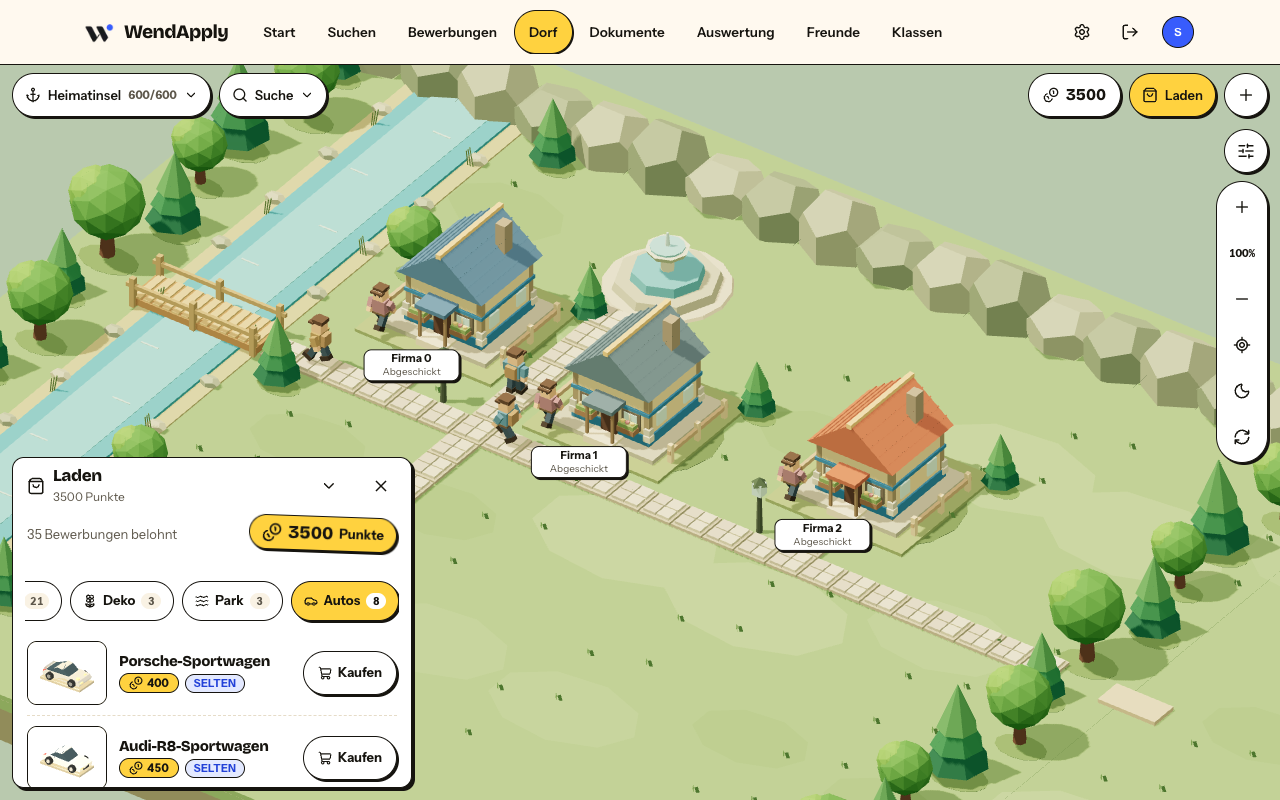 WendApply
Start
Suchen
Bewerbungen
Dorf
Dokumente
Auswertung
Freunde
Klassen
S
Heimatinsel 600/600
Suche
3500
Laden
100%
Firma 0
Abgeschickt
Firma 1
Abgeschickt
Firma 2
Abgeschickt
Laden
3500 Punkte
35 Bewerbungen belohnt
3500 Punkte
21
Deko 3
Park 3
Autos 8
Porsche-Sportwagen
400 SELTEN
Kaufen
Audi-R8-Sportwagen
450 SELTEN
Kaufen